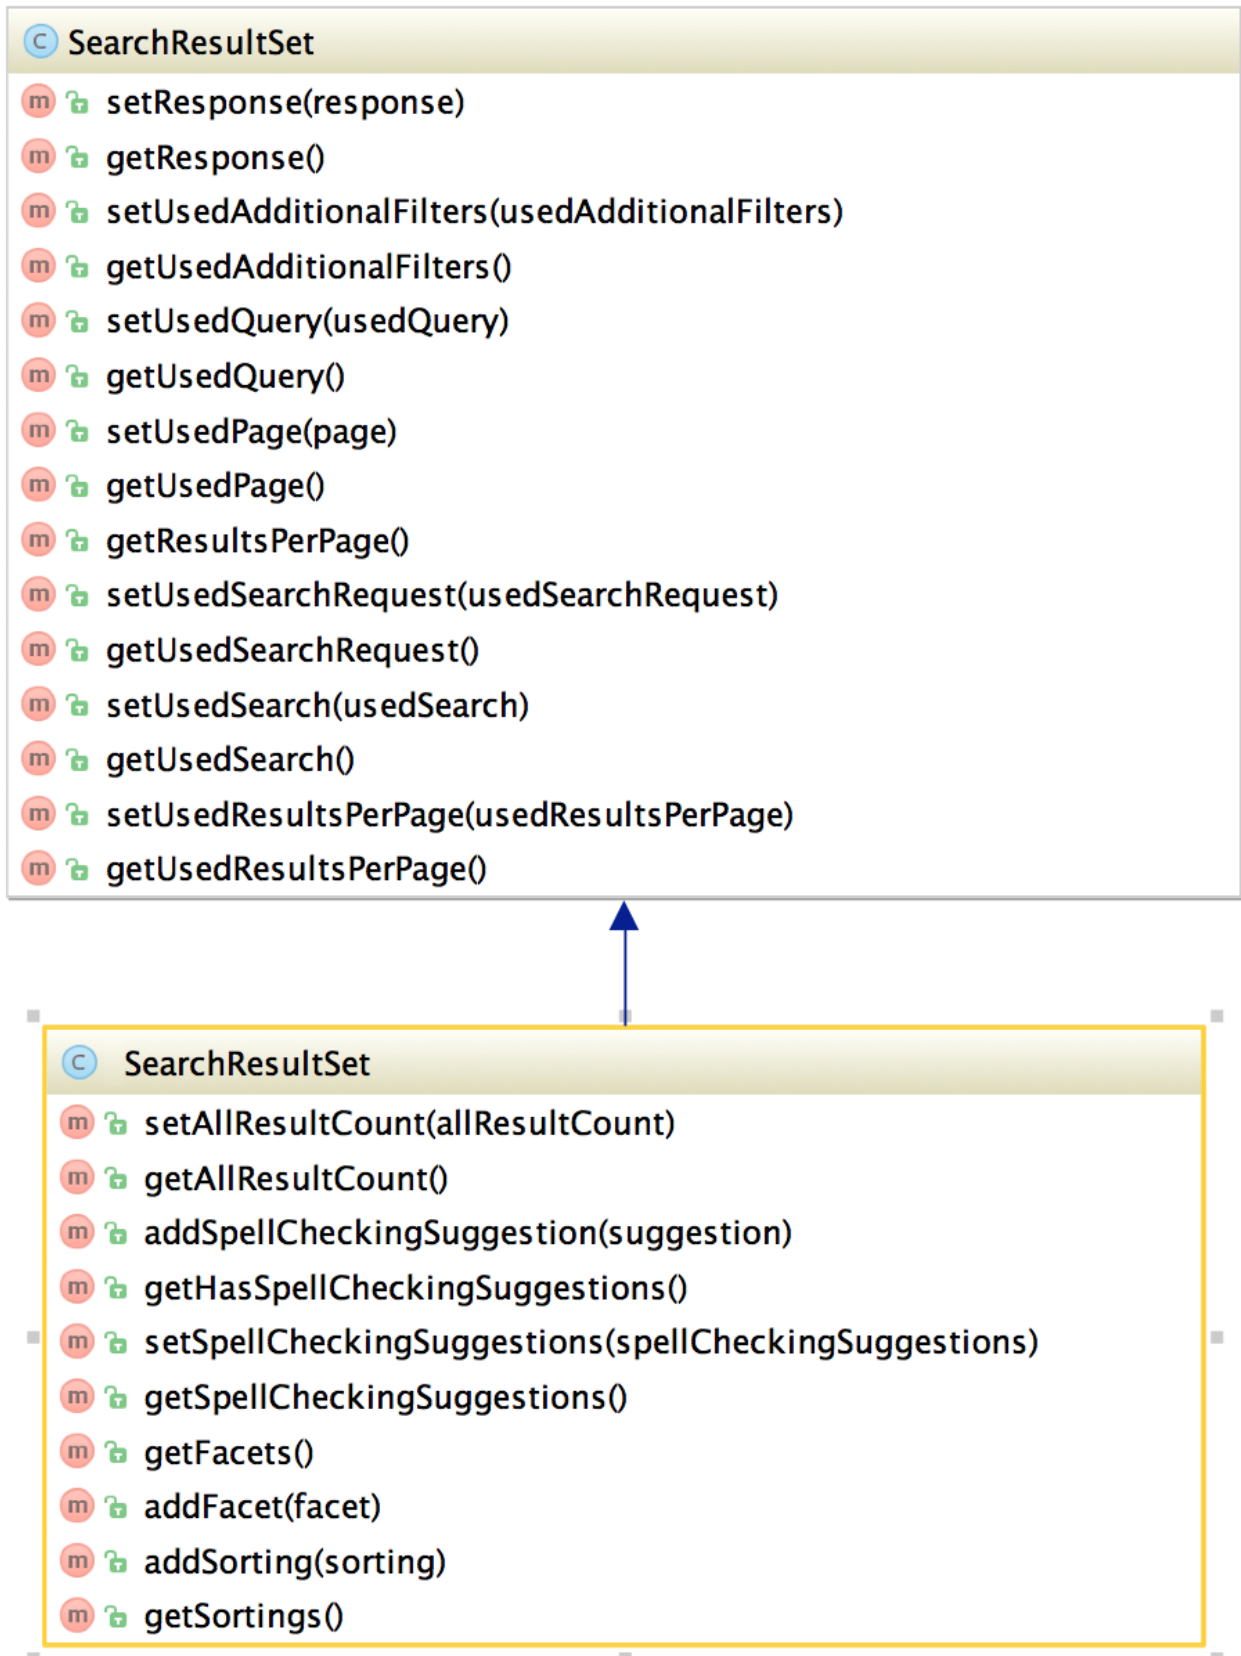 C SearchResultSet
m setResponse(response)
m getResponse()
m setUsedAdditionalFilters(usedAdditionalFilters)
m getUsedAdditionalFilters()
m setUsedQuery(usedQuery)
m getUsedQuery()
m setUsedPage(page)
m getUsedPage()
m getResultsPerPage()
m setUsedSearchRequest(usedSearchRequest)
m getUsedSearchRequest()
m setUsedSearch(usedSearch)
m getUsedSearch()
m setUsedResultsPerPage(usedResultsPerPage)
m getUsedResultsPerPage()
C SearchResultSet
m setAllResultCount(allResultCount)
m getAllResultCount()
m addSpellCheckingSuggestion(suggestion)
m getHasSpellCheckingSuggestions()
m setSpellCheckingSuggestions(spellCheckingSuggestions)
m getSpellCheckingSuggestions()
m getFacets()
m addFacet(facet)
m addSorting(sorting)
m getSortings()